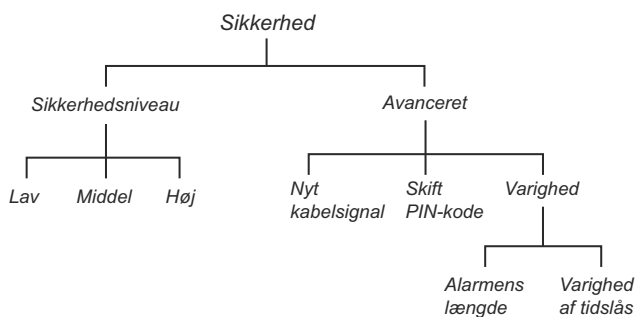 Sikkerhed
Sikkerhedsniveau
Avanceret
Lav
Middel
Høj
Nyt
kabelsignal
Skift
PIN-kode
Varighed
Alarmens
længde
Varighed
af tidslås